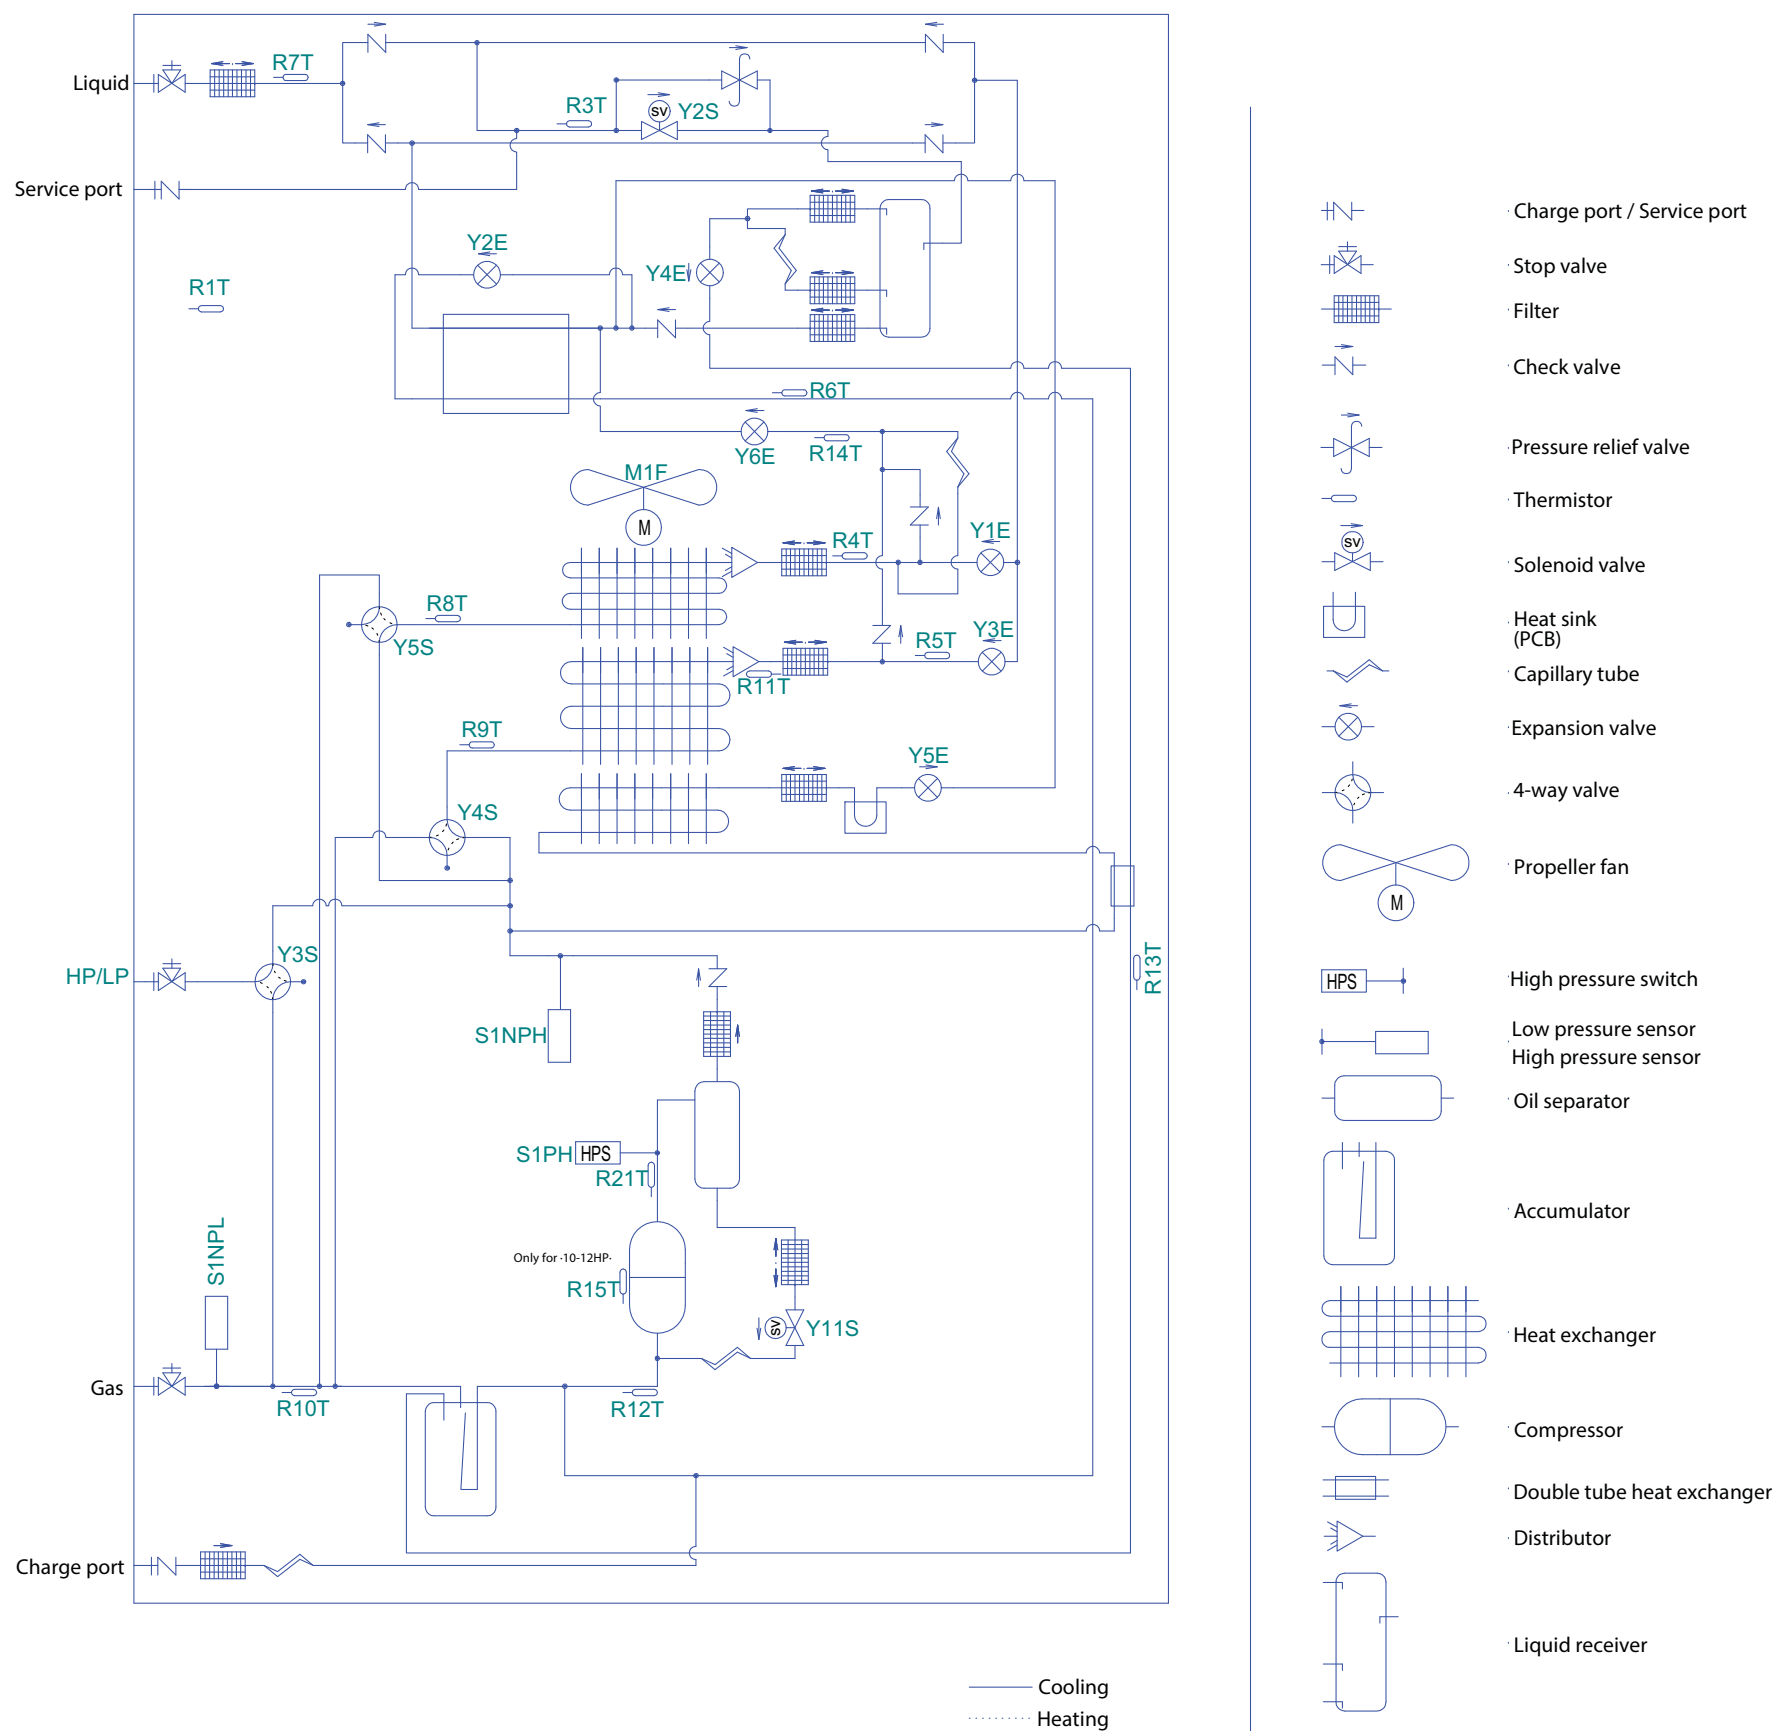 Liquid
R7T
R3T
SV
Y2S
Service port
Y2E
Y4E
R1T
R6T
Y6E
R14T
M1F
M
R4T
Y1E
R8T
Y5S
R5T
Y3E
R11T
R9T
Y5E
Y4S
Y3S
HP/LP
R13T
S1NPH
S1PH
HPS
R21T
Only for ·10-12HP·
R15T
S1NPL
SV
Y11S
Gas
R10T
R12T
Charge port
Cooling
Heating
Charge port / Service port
Stop valve
Filter
Check valve
Pressure relief valve
Thermistor
SV
Solenoid valve
Heat sink
(PCB)
Capillary tube
Expansion valve
4-way valve
Propeller fan
M
HPS
High pressure switch
Low pressure sensor
High pressure sensor
Oil separator
Accumulator
Heat exchanger
Compressor
Double tube heat exchanger
Distributor
Liquid receiver